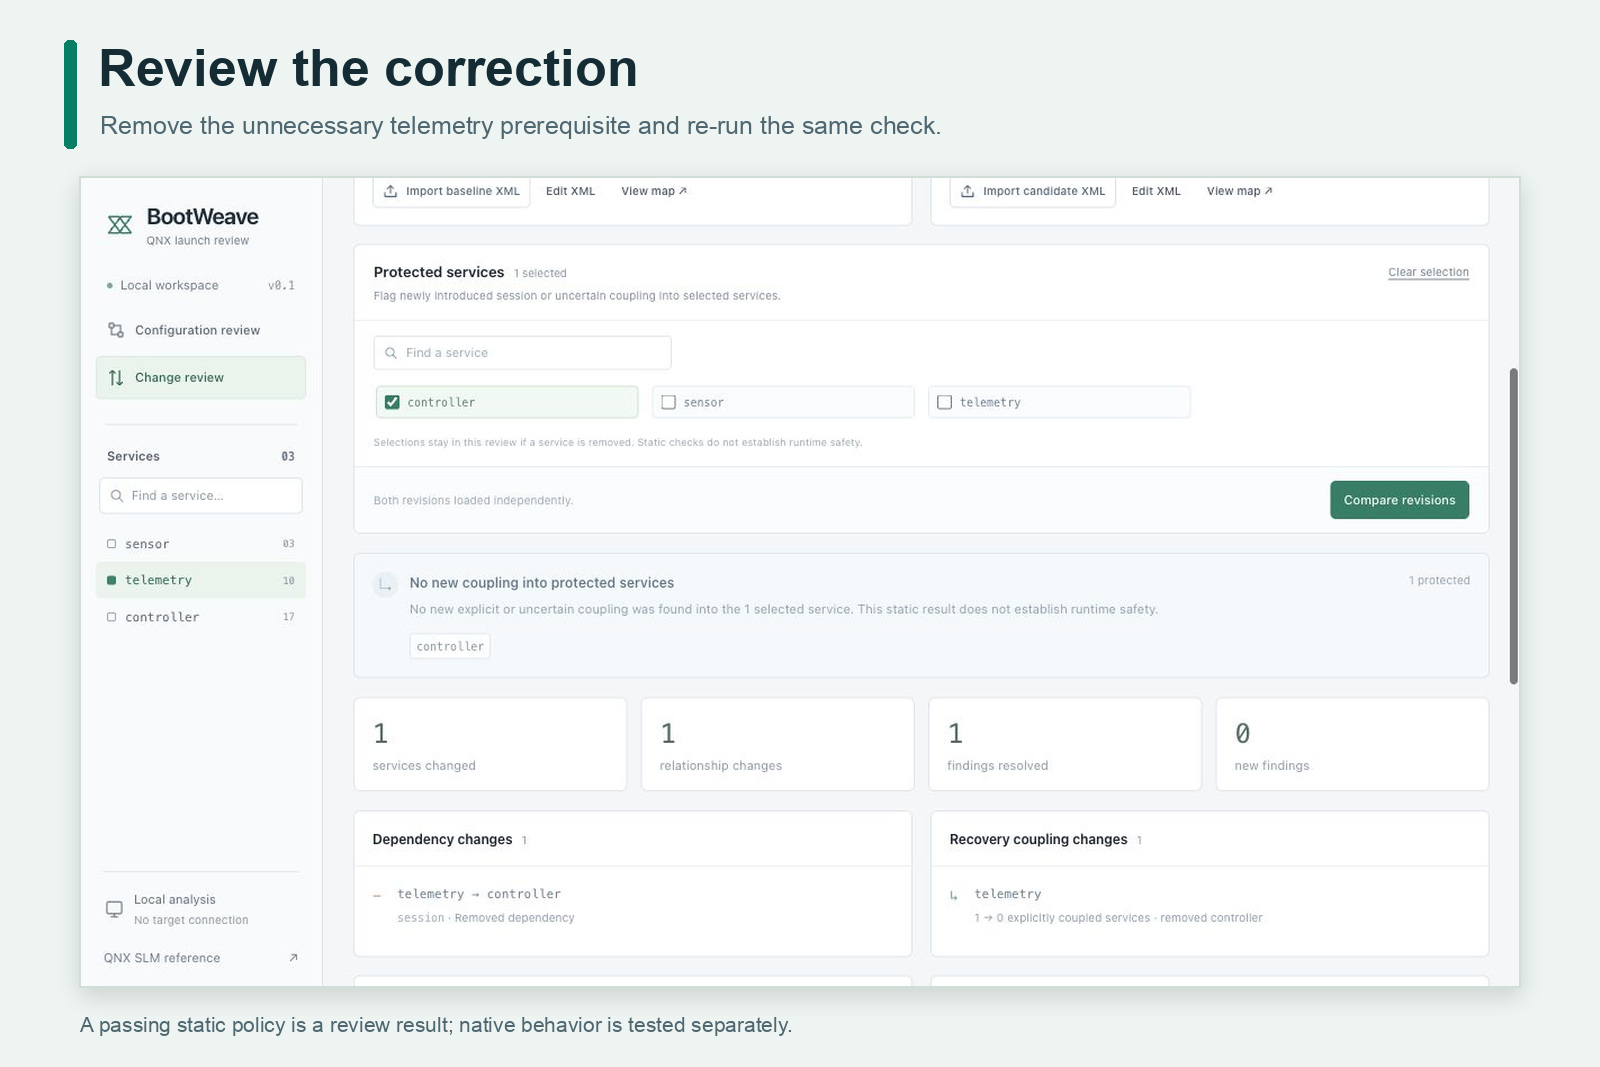 Review the correction
Remove the unnecessary telemetry prerequisite and re-run the same check.
BootWeave
QNX launch review
Local workspace v0.1
Configuration review
Change review
Services 03
Find a service...
sensor 03
telemetry 10
controller 17
Local analysis
No target connection
QNX SLM reference ↗
Import baseline XML Edit XML View map ↗
Import candidate XML Edit XML View map ↗
Protected services 1 selected Clear selection
Flag newly introduced session or uncertain coupling into selected services.
Find a service
controller sensor telemetry
Selections stay in this review if a service is removed. Static checks do not establish runtime safety.
Both revisions loaded independently. Compare revisions
No new coupling into protected services 1 protected
No new explicit or uncertain coupling was found into the 1 selected service. This static result does not establish runtime safety.
controller
1
services changed
1
relationship changes
1
findings resolved
0
new findings
Dependency changes 1
– telemetry → controller
session · Removed dependency
Recovery coupling changes 1
↳ telemetry
1 → 0 explicitly coupled services · removed controller
A passing static policy is a review result; native behavior is tested separately.